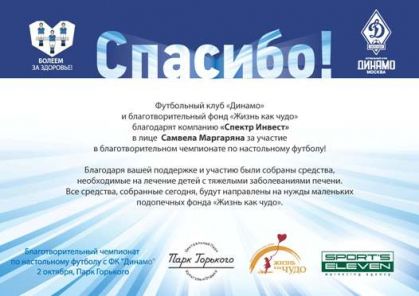 БОЛЕЕМ
ЗА ЗДОРОВЬЕ!
Спасибо!
ДИНАМО
МОСКВА
Футбольный клуб «Динамо»
и благотворительный фонд «Жизнь как чудо»
благодарят компанию «Спектр Инвест»
в лице Самвела Маргаряна за участие
в благотворительном чемпионате по настольному футболу!
Благодаря вашей поддержке и участию были собраны средства,
необходимые на лечение детей с тяжелыми заболеваниями печени.
Все средства, собранные сегодня, будут направлены на нужды маленьких
подопечных фонда «Жизнь как чудо».
Благотворительный чемпионат
по настольному футболу с ФК "Динамо"
2 октября, Парк Горького
Парк Горького
ЖИЗНЬ
КАК ЧУДО
SPORT'S
ELEVEN
marketing agency